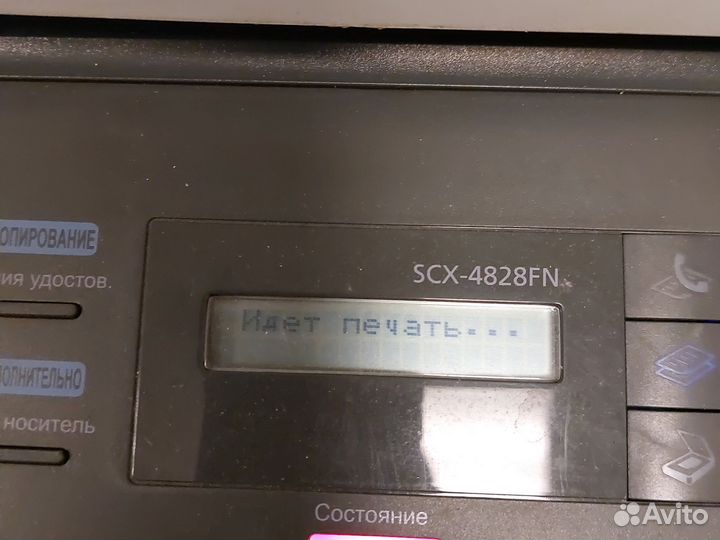 ОПИРОВАНИЕ
ия удостов.
SCX-4828FN
Идет печать...
ОЛНИТЕЛЬНО
носитель
Состояние
Avito